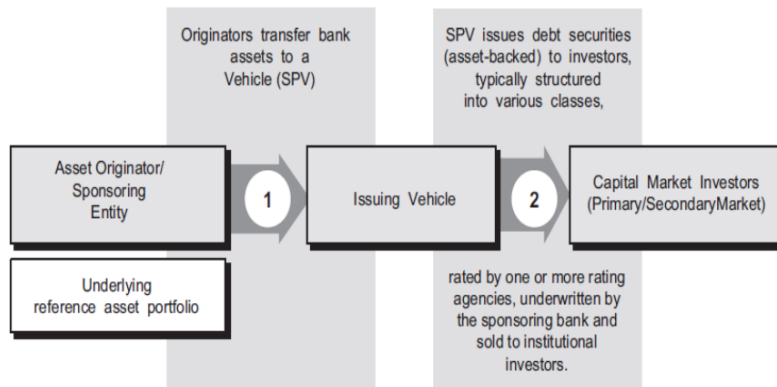 Originators transfer bank
assets to a
Vehicle (SPV)
SPV issues debt securities
(asset-backed) to investors,
typically structured
into various classes,
Asset Originator/
Sponsoring
Entity
1
Issuing Vehicle
2
Capital Market Investors
(Primary/SecondaryMarket)
Underlying
reference asset portfolio
rated by one or more rating
agencies, underwritten by
the sponsoring bank and
sold to institutional
investors.